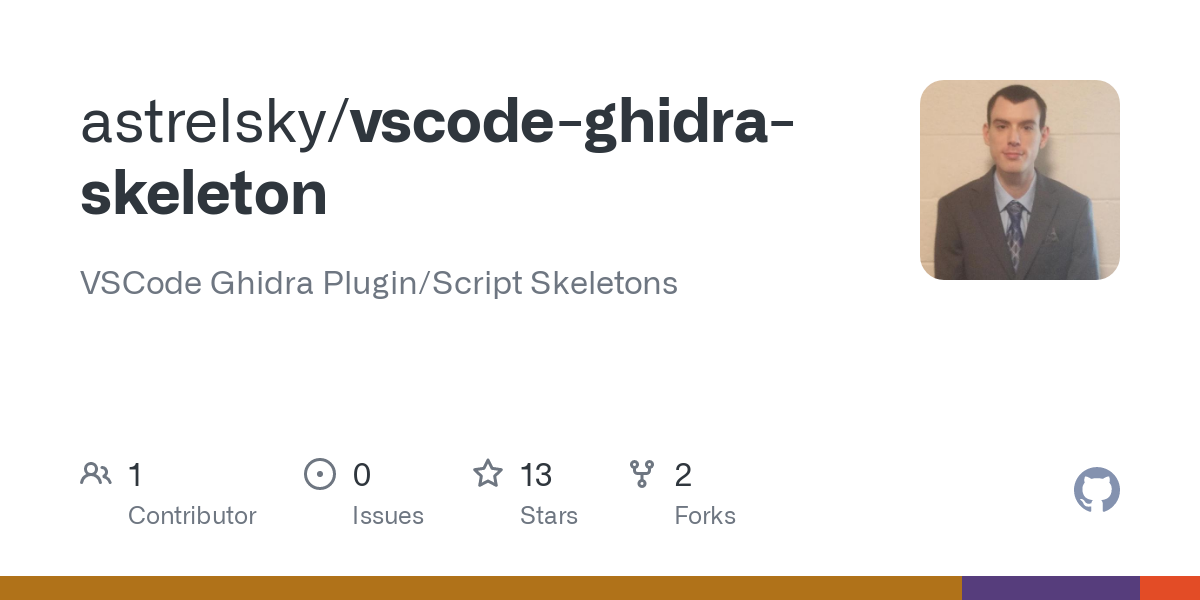 astrelsky/vscode-ghidra-
skeleton
VSCode Ghidra Plugin/Script Skeletons
1 0 13 2
Contributor Issues Stars Forks